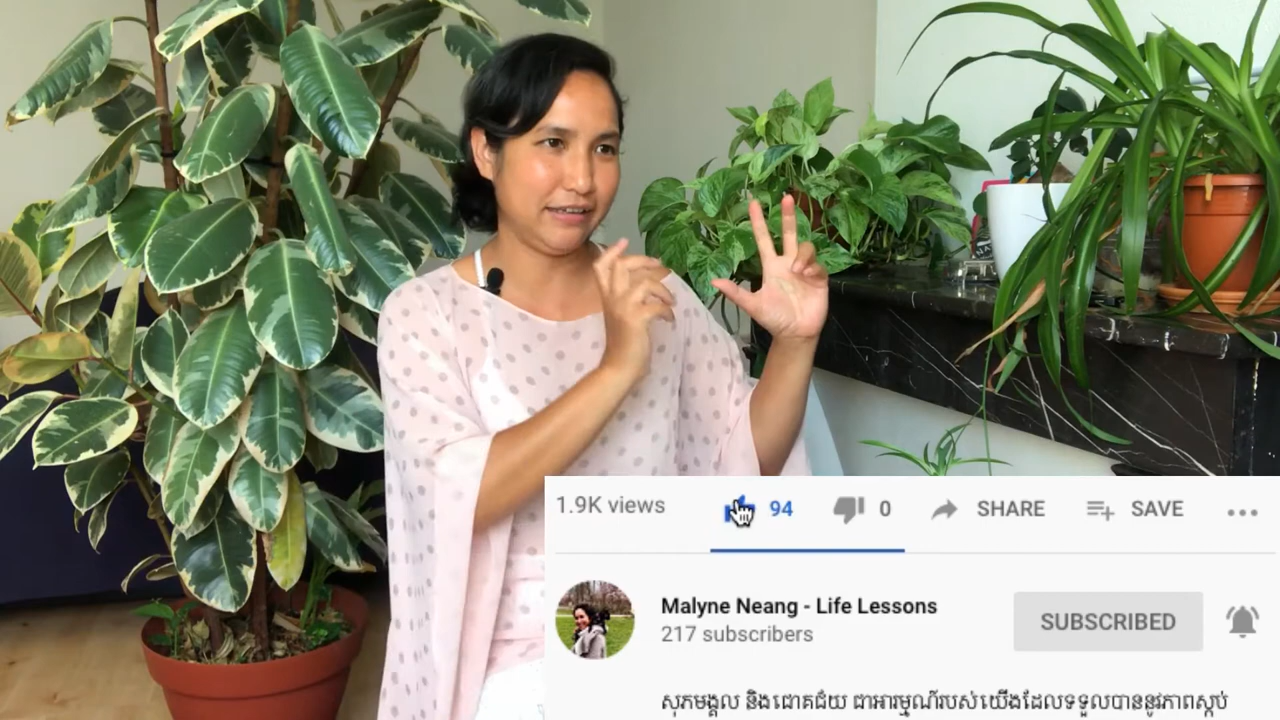 1.9K views 94 0 SHARE SAVE
Malyne Neang - Life Lessons
217 subscribers
SUBSCRIBED
សុភមង្គល និងជោគជ័យ ជាអារម្មណ៍របស់យើងដែលទទួលបាននូវភាពស្កប់